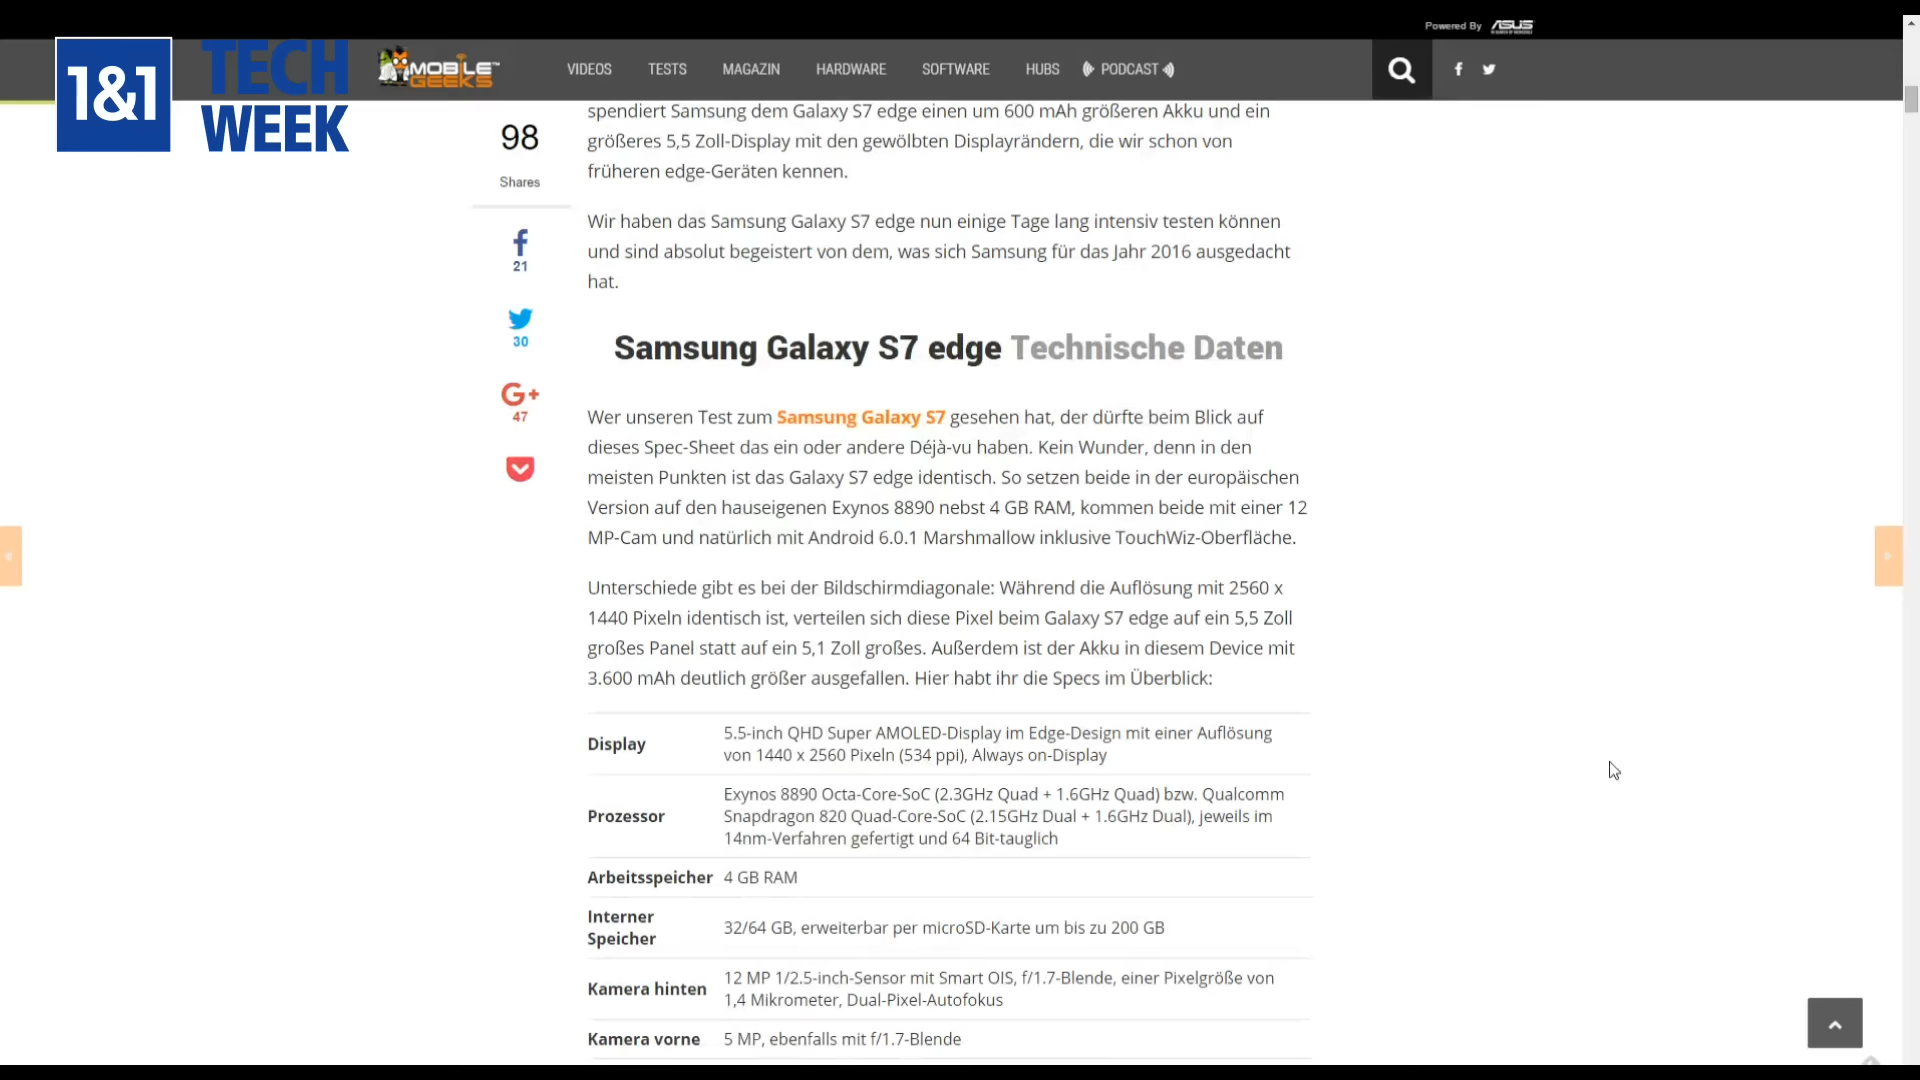 Powered By ASUS
1&1 TECH
WEEK
MOBILE GEEKS
VIDEOS TESTS MAGAZIN HARDWARE SOFTWARE HUBS PODCAST
98
Shares
21
30
G+
47
spendiert Samsung dem Galaxy S7 edge einen um 600 mAh größeren Akku und ein
größeres 5,5 Zoll-Display mit den gewölbten Displayrändern, die wir schon von
früheren edge-Geräten kennen.
Wir haben das Samsung Galaxy S7 edge nun einige Tage lang intensiv testen können
und sind absolut begeistert von dem, was sich Samsung für das Jahr 2016 ausgedacht
hat.
Samsung Galaxy S7 edge Technische Daten
Wer unseren Test zum Samsung Galaxy S7 gesehen hat, der dürfte beim Blick auf
dieses Spec-Sheet das ein oder andere Déjà-vu haben. Kein Wunder, denn in den
meisten Punkten ist das Galaxy S7 edge identisch. So setzen beide in der europäischen
Version auf den hauseigenen Exynos 8890 nebst 4 GB RAM, kommen beide mit einer 12
MP-Cam und natürlich mit Android 6.0.1 Marshmallow inklusive TouchWiz-Oberfläche.
Unterschiede gibt es bei der Bildschirmdiagonale: Während die Auflösung mit 2560 x
1440 Pixeln identisch ist, verteilen sich diese Pixel beim Galaxy S7 edge auf ein 5,5 Zoll
großes Panel statt auf ein 5,1 Zoll großes. Außerdem ist der Akku in diesem Device mit
3.600 mAh deutlich größer ausgefallen. Hier habt ihr die Specs im Überblick:
Display
5.5-inch QHD Super AMOLED-Display im Edge-Design mit einer Auflösung
von 1440 x 2560 Pixeln (534 ppi), Always on-Display
Prozessor
Exynos 8890 Octa-Core-SoC (2.3GHz Quad + 1.6GHz Quad) bzw. Qualcomm
Snapdragon 820 Quad-Core-SoC (2.15GHz Dual + 1.6GHz Dual), jeweils im
14nm-Verfahren gefertigt und 64 Bit-tauglich
Arbeitsspeicher 4 GB RAM
Interner
Speicher
32/64 GB, erweiterbar per microSD-Karte um bis zu 200 GB
Kamera hinten
12 MP 1/2.5-inch-Sensor mit Smart OIS, f/1.7-Blende, einer Pixelgröße von
1,4 Mikrometer, Dual-Pixel-Autofokus
Kamera vorne 5 MP, ebenfalls mit f/1.7-Blende